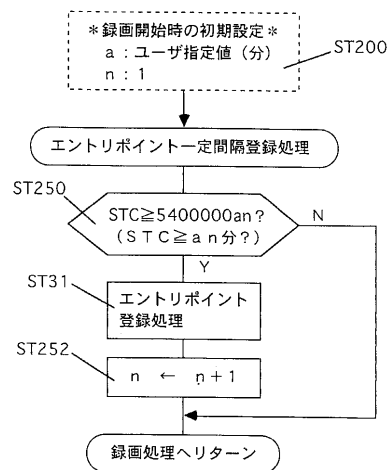 ＊録画開始時の初期設定＊
a：ユーザ指定値（分）
n：1
ST200
エントリポイント一定間隔登録処理
ST250
STC≧5400000an？
（STC≧an分？）
N
Y
ST31
エントリポイント
登録処理
ST252
n ← n＋1
録画処理へリターン